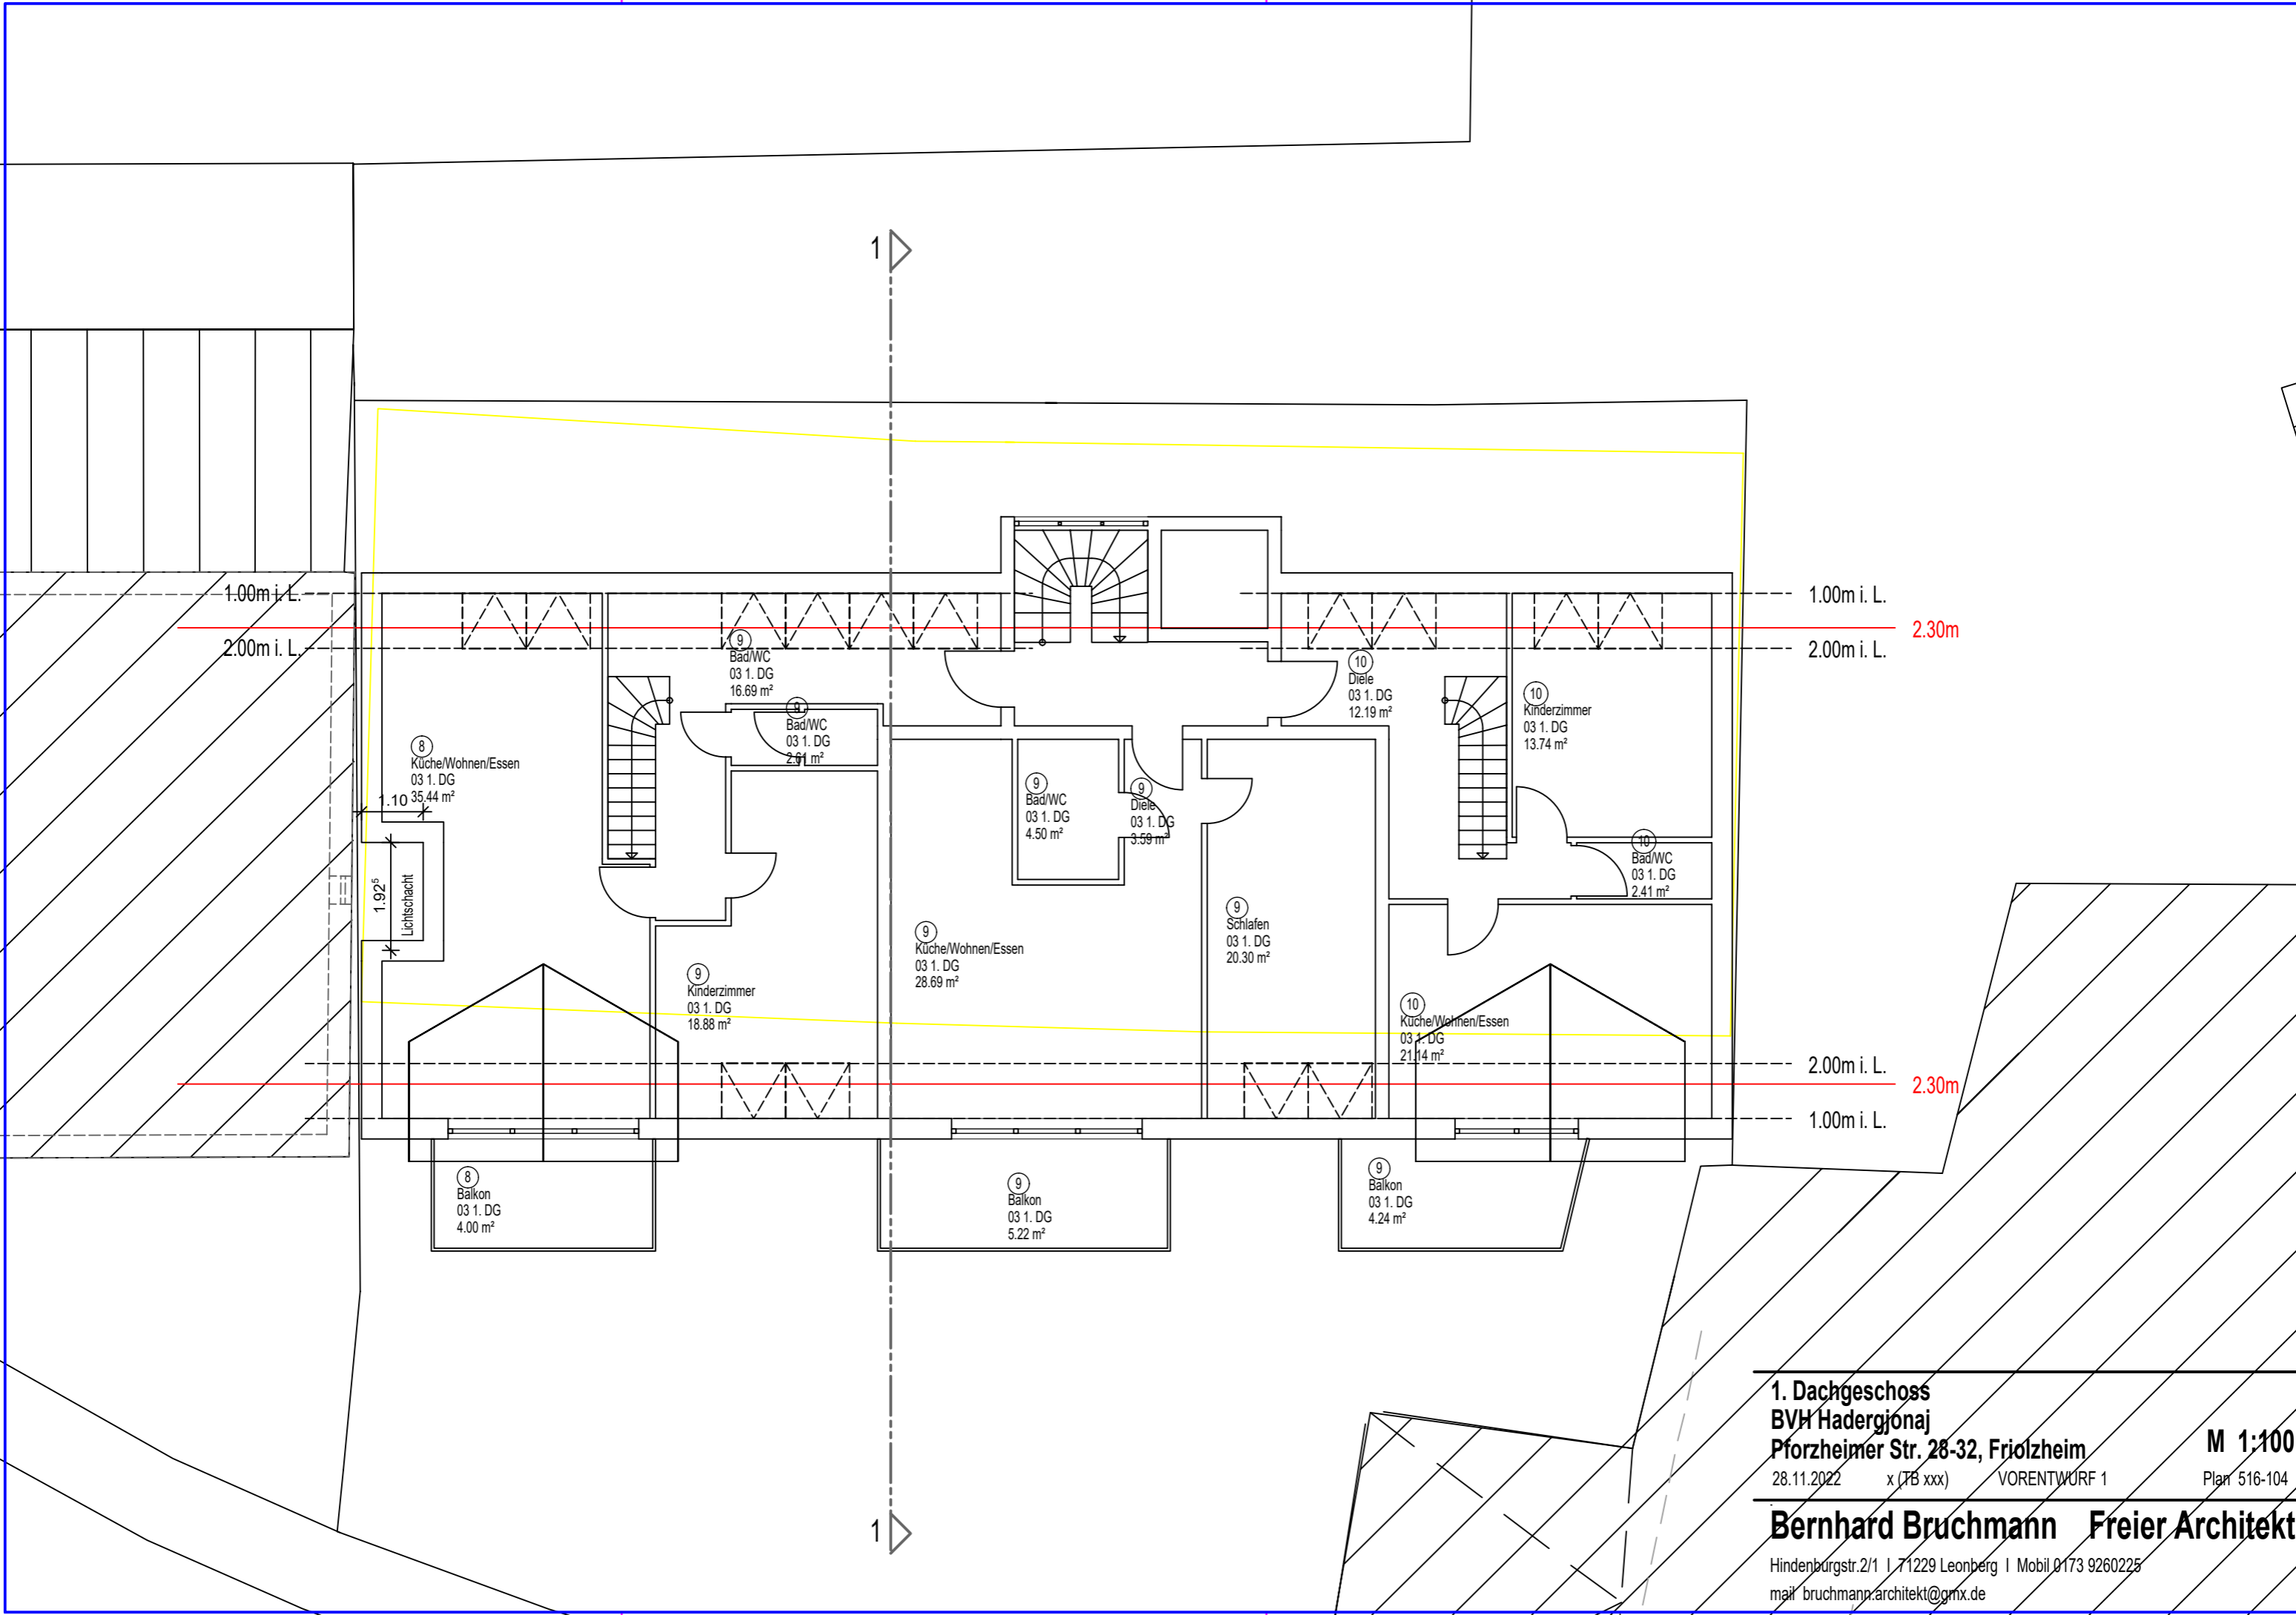 1
1.00m i. L.
1.00m i. L.
2.30m
2.00m i. L.
2.00m i. L.
9
Bad/WC
03 1. DG
16.69 m²
9
Bad/WC
03 1. DG
2.61 m²
10
Diele
03 1. DG
12.19 m²
10
Kinderzimmer
03 1. DG
13.74 m²
8
Küche/Wohnen/Essen
03 1. DG
35.44 m²
1.10
1.92⁵
Lichtschacht
9
Bad/WC
03 1. DG
4.50 m²
9
Diele
03 1. DG
3.59 m²
10
Bad/WC
03 1. DG
2.41 m²
9
Küche/Wohnen/Essen
03 1. DG
28.69 m²
9
Schlafen
03 1. DG
20.30 m²
9
Kinderzimmer
03 1. DG
18.88 m²
10
Küche/Wohnen/Essen
03 1. DG
21.14 m²
2.00m i. L.
2.30m
1.00m i. L.
8
Balkon
03 1. DG
4.00 m²
9
Balkon
03 1. DG
5.22 m²
9
Balkon
03 1. DG
4.24 m²
1
1. Dachgeschoss
BVH Hadergjonaj
Pforzheimer Str. 28-32, Friolzheim M 1:100
28.11.2022 x (TB xxx) VORENTWURF 1 Plan 516-104
Bernhard Bruchmann Freier Architekt
Hindenburgstr.2/1 I 71229 Leonberg I Mobil 0173 9260225
mail bruchmann.architekt@gmx.de